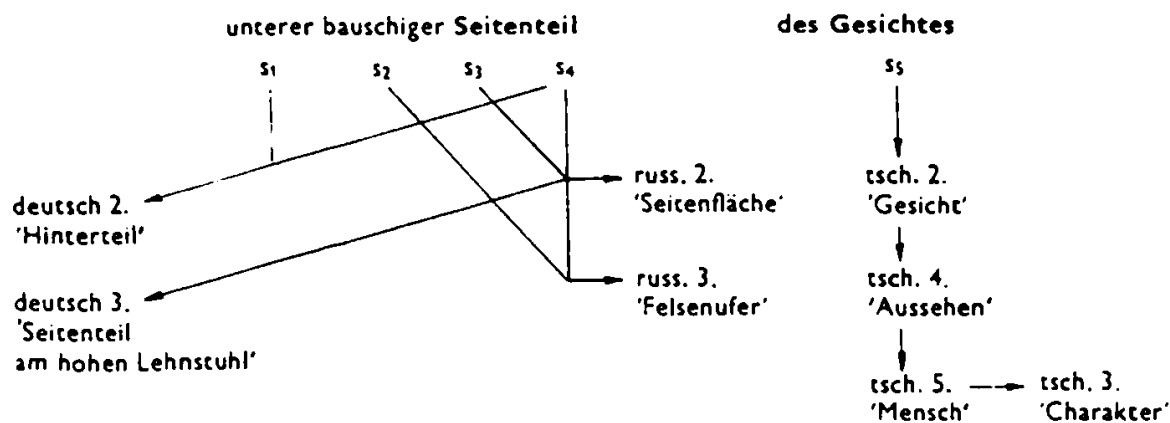 unterer bauschiger Seitenteil des Gesichtes
s1 s2 s3 s4 s5
deutsch 2.
'Hinterteil'
russ. 2.
'Seitenfläche'
tsch. 2.
'Gesicht'
deutsch 3.
'Seitenteil
am hohen Lehnstuhl'
russ. 3.
'Felsenufer'
tsch. 4.
'Aussehen'
tsch. 5.
'Mensch'
tsch. 3.
'Charakter'